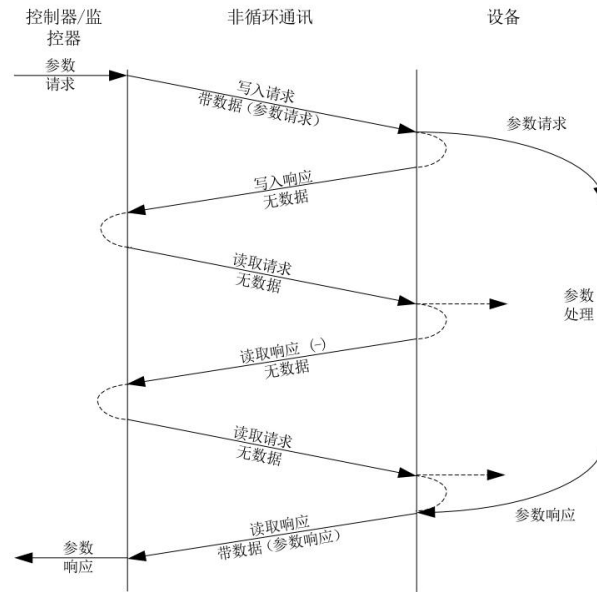 控制器/监
控器
非循环通讯
设备
参数
请求
写入请求
带数据(参数请求)
参数请求
写入响应
无数据
读取请求
无数据
参数
处理
读取响应 (-)
无数据
读取请求
无数据
参数响应
读取响应
带数据(参数响应)
参数
响应